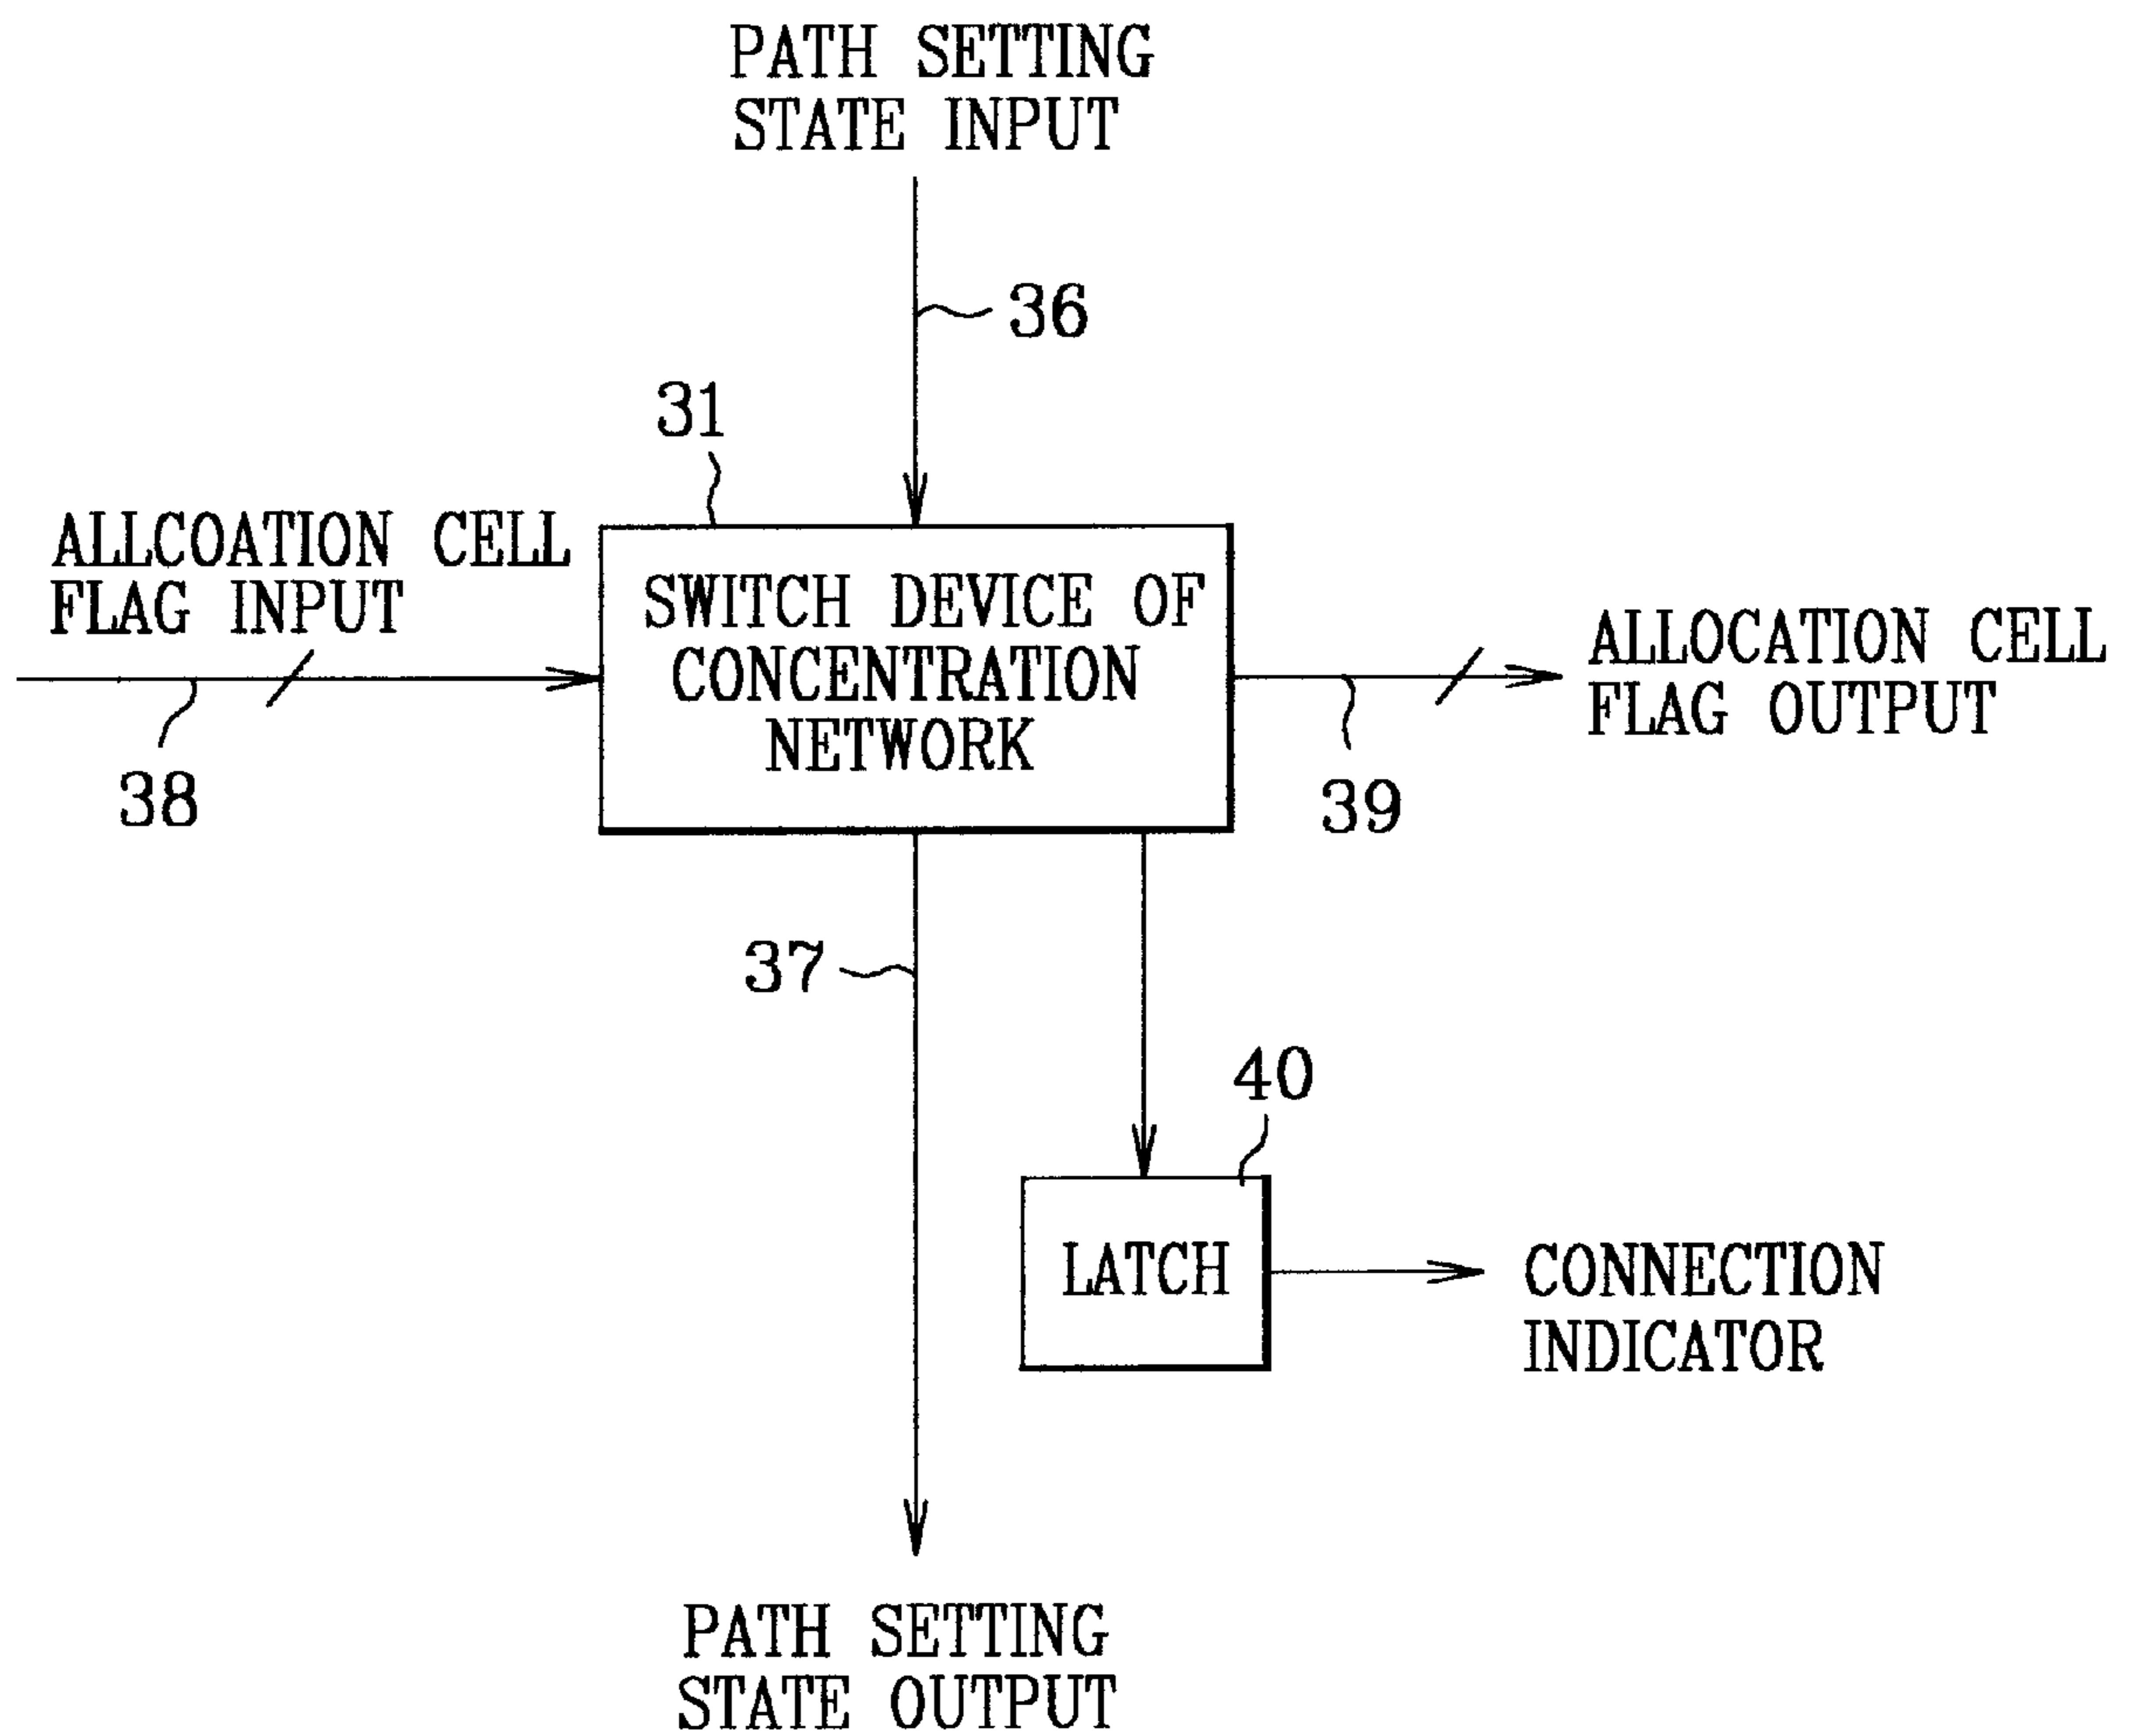 PATH SETTING
STATE INPUT
36
31
ALLCOATION CELL
FLAG INPUT
38
SWITCH DEVICE OF
CONCENTRATION
NETWORK
ALLOCATION CELL
FLAG OUTPUT
39
37
40
LATCH
CONNECTION
INDICATOR
PATH SETTING
STATE OUTPUT